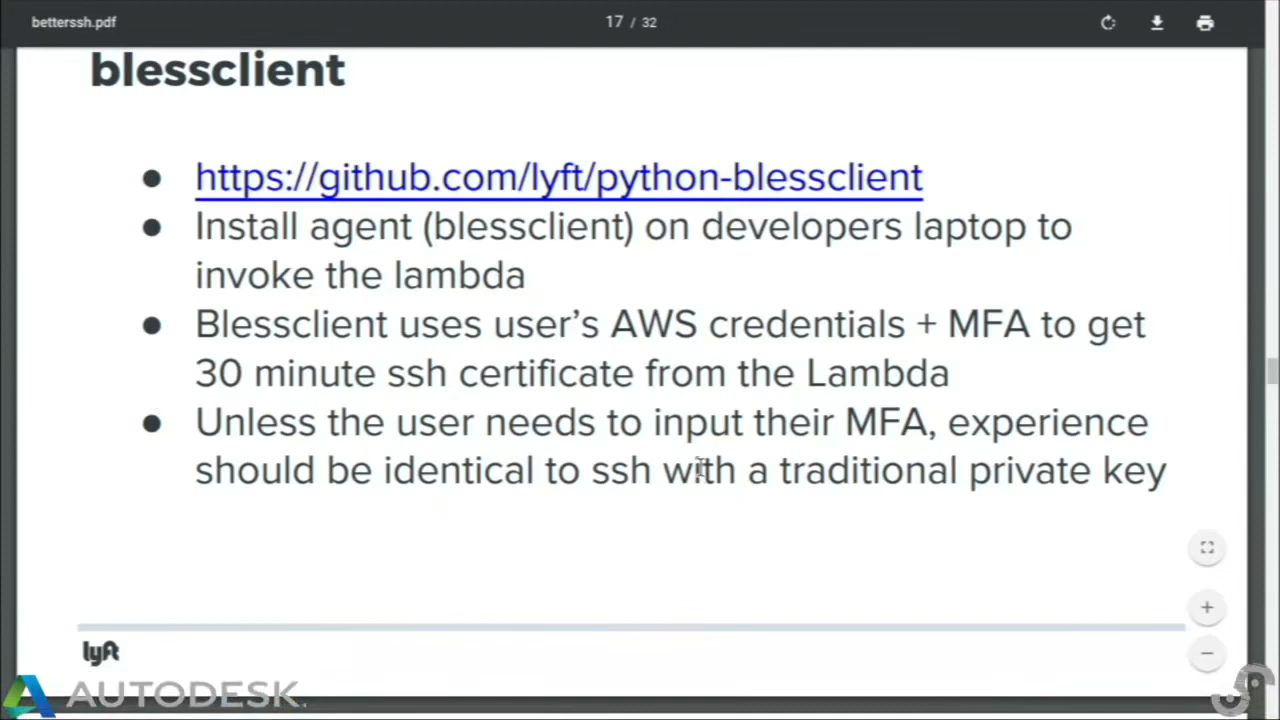 betterssh.pdf
17 / 32
blessclient
● https://github.com/lyft/python-blessclient
● Install agent (blessclient) on developers laptop to
invoke the lambda
● Blessclient uses user's AWS credentials + MFA to get
30 minute ssh certificate from the Lambda
● Unless the user needs to input their MFA, experience
should be identical to ssh with a traditional private key
lyft
AUTODESK.